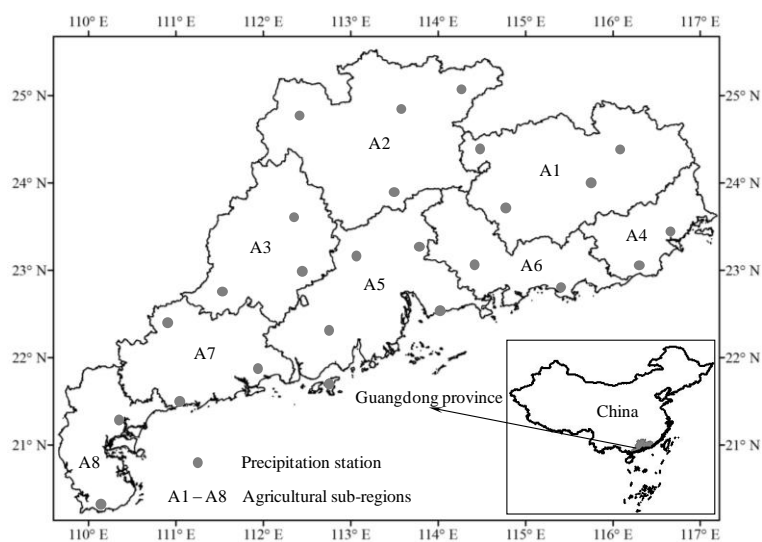 110° E 111° E 112° E 113° E 114° E 115° E 116° E 117° E
25° N 25° N
A2
24° N A1 24° N
A3 A4
23° N A5 A6 23° N
22° N A7 22° N
Guangdong province China
21° N 21° N
A8 Precipitation station
A1 – A8 Agricultural sub-regions
110° E 111° E 112° E 113° E 114° E 115° E 116° E 117° E